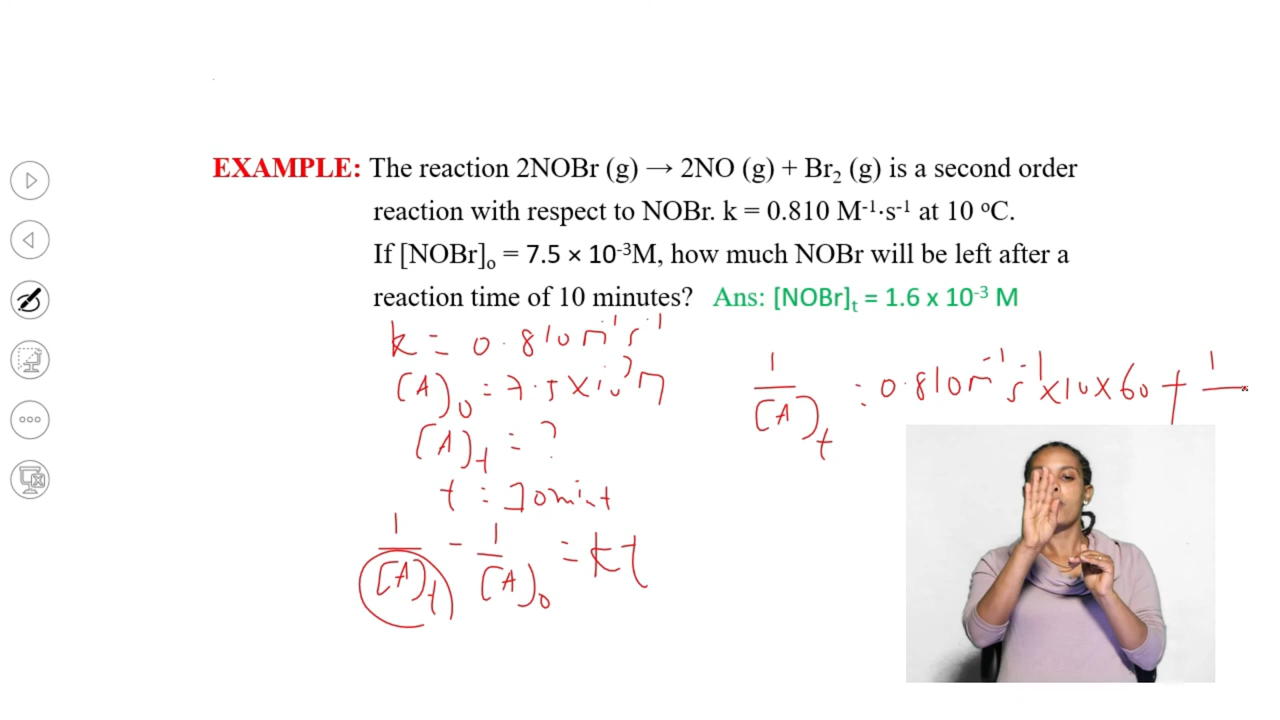 EXAMPLE: The reaction 2NOBr (g) → 2NO (g) + Br₂ (g) is a second order
reaction with respect to NOBr. k = 0.810 M⁻¹·s⁻¹ at 10 ºC.
If [NOBr]ₒ = 7.5 × 10⁻³M, how much NOBr will be left after a
reaction time of 10 minutes? Ans: [NOBr]ₜ = 1.6 x 10⁻³ M
k = 0.810 m⁻¹ s⁻¹
[A]₀ = 7.5 × 10⁻³ M
[A]ₜ = ?
t = 10 mint
1/[A]ₜ - 1/[A]₀ = kt
1/[A]ₜ = 0.810 m⁻¹ s⁻¹ × 10 × 60 + 1/